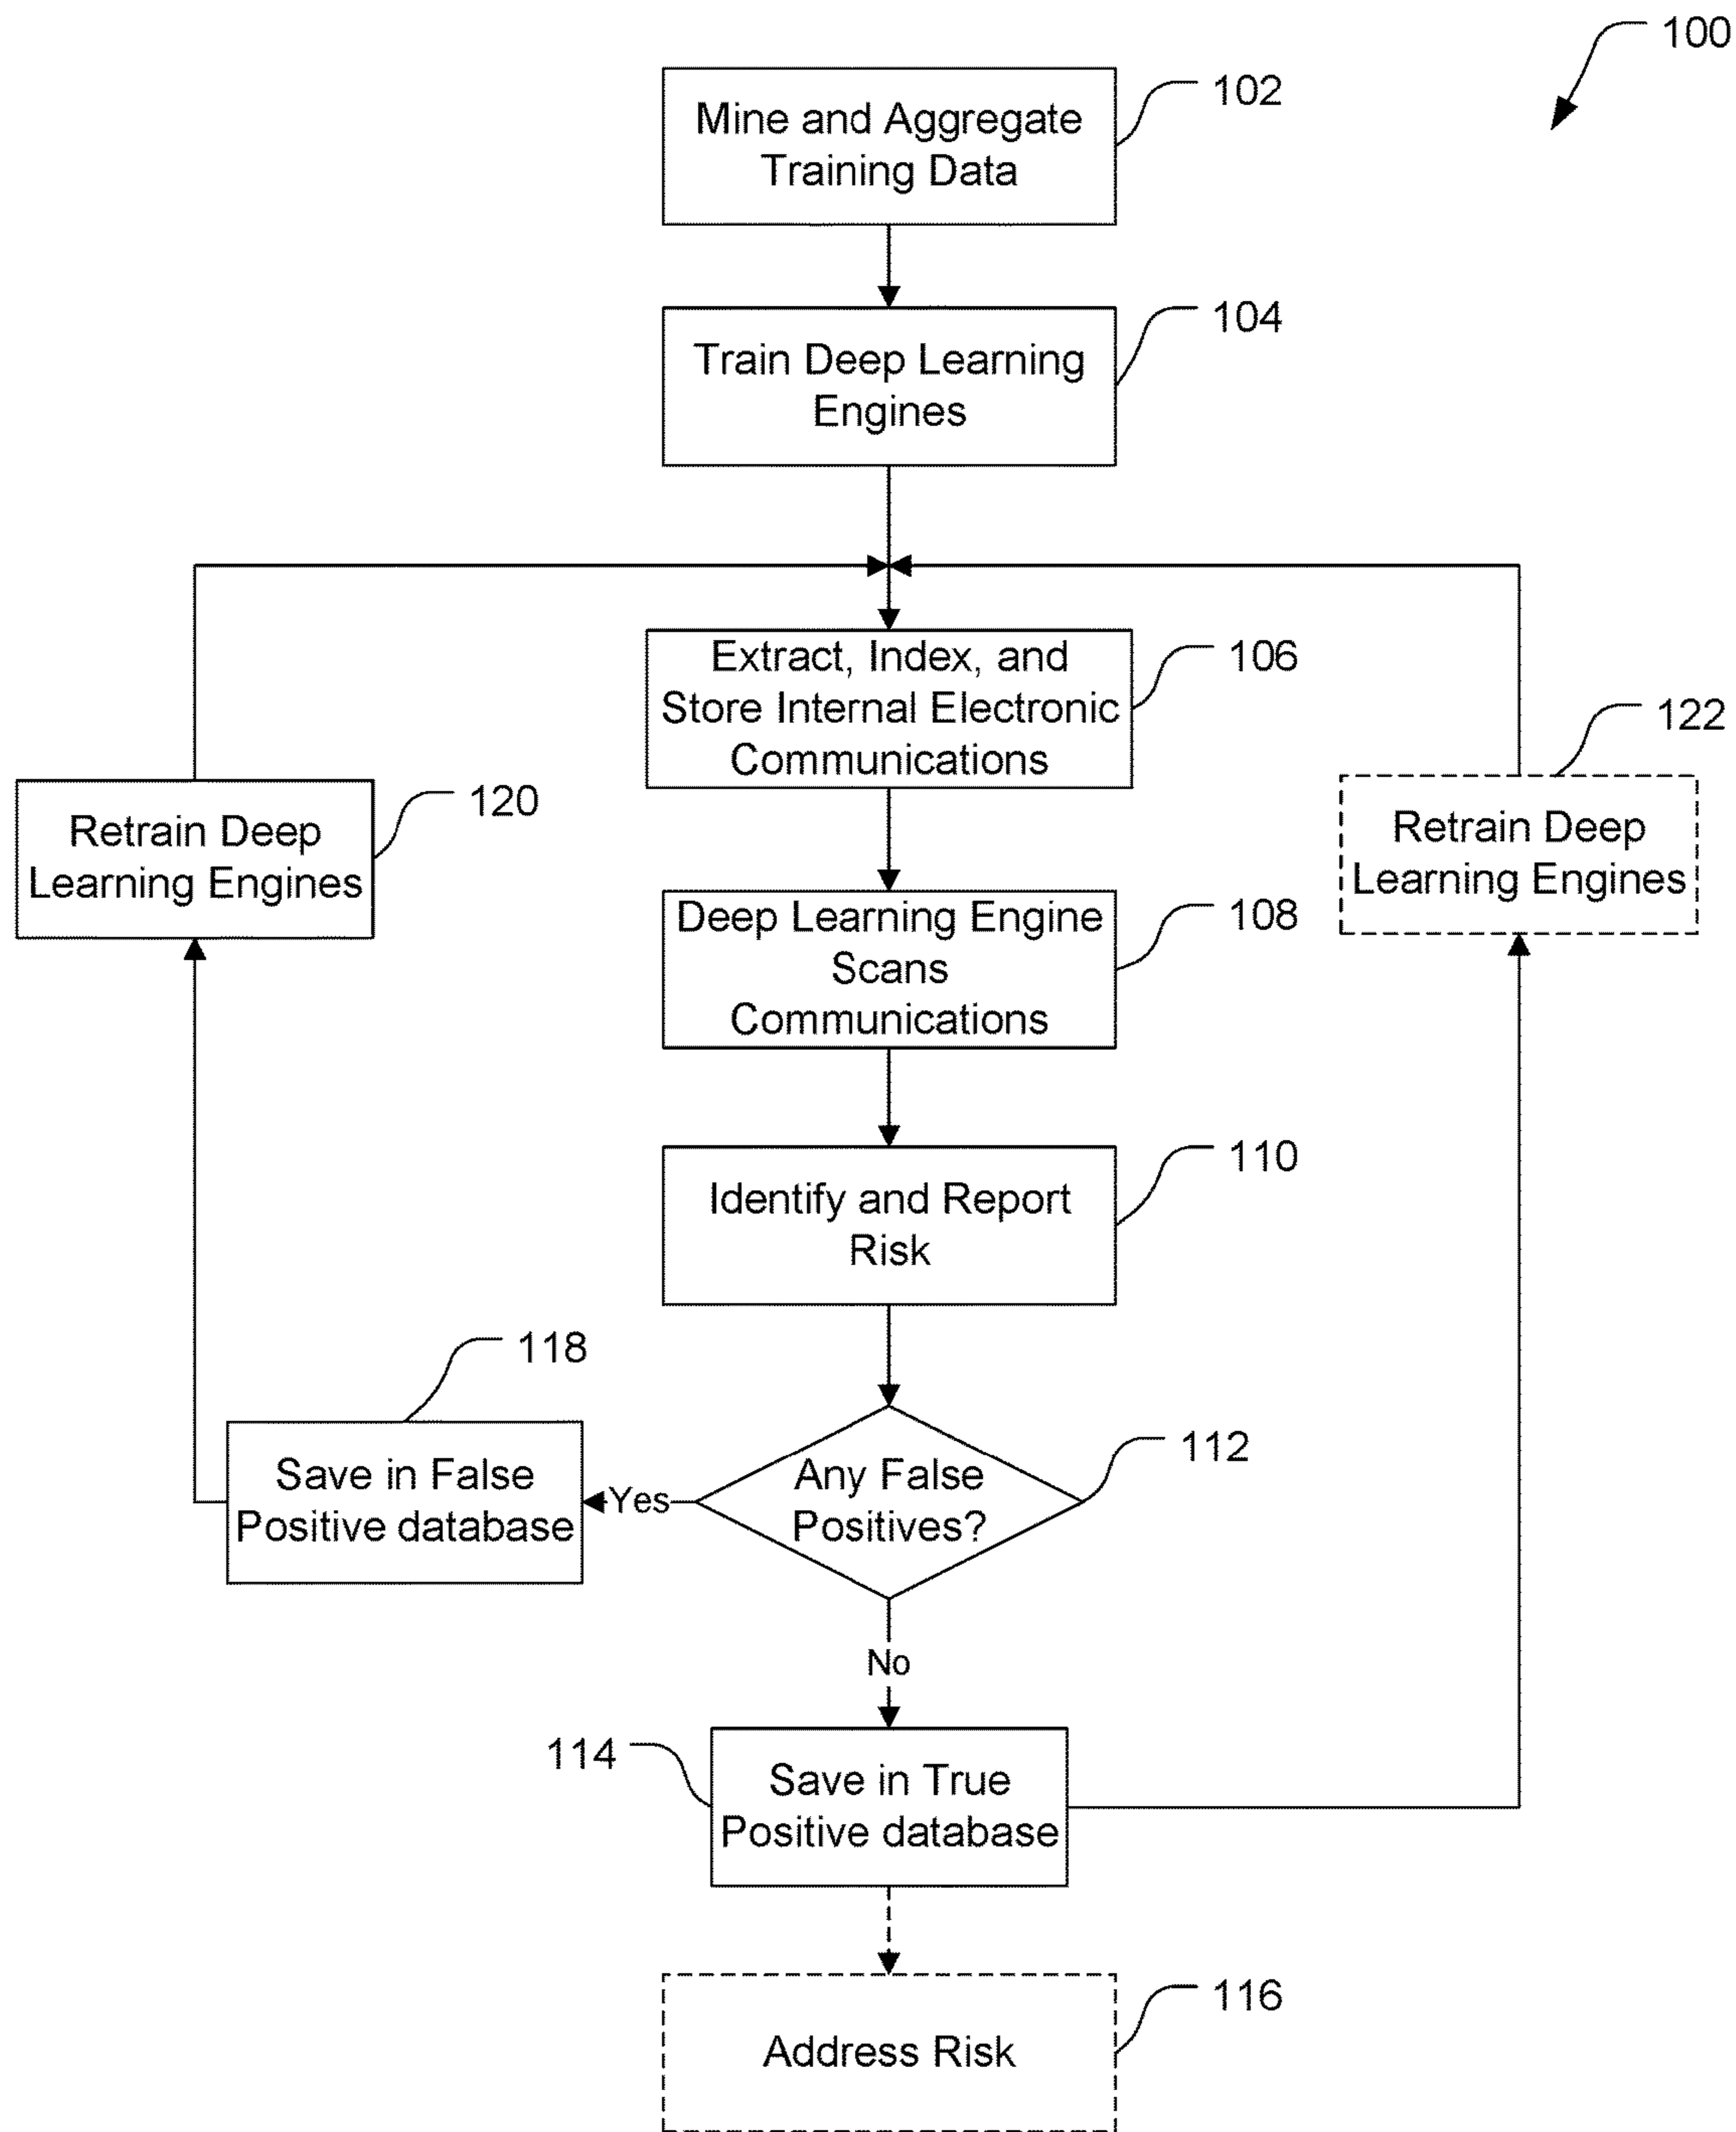 100
102
Mine and Aggregate
Training Data
104
Train Deep Learning
Engines
106
Extract, Index, and
Store Internal Electronic
Communications
120
Retrain Deep
Learning Engines
122
Retrain Deep
Learning Engines
108
Deep Learning Engine
Scans
Communications
110
Identify and Report
Risk
118
Save in False
Positive database
Yes
112
Any False
Positives?
No
114
Save in True
Positive database
116
Address Risk